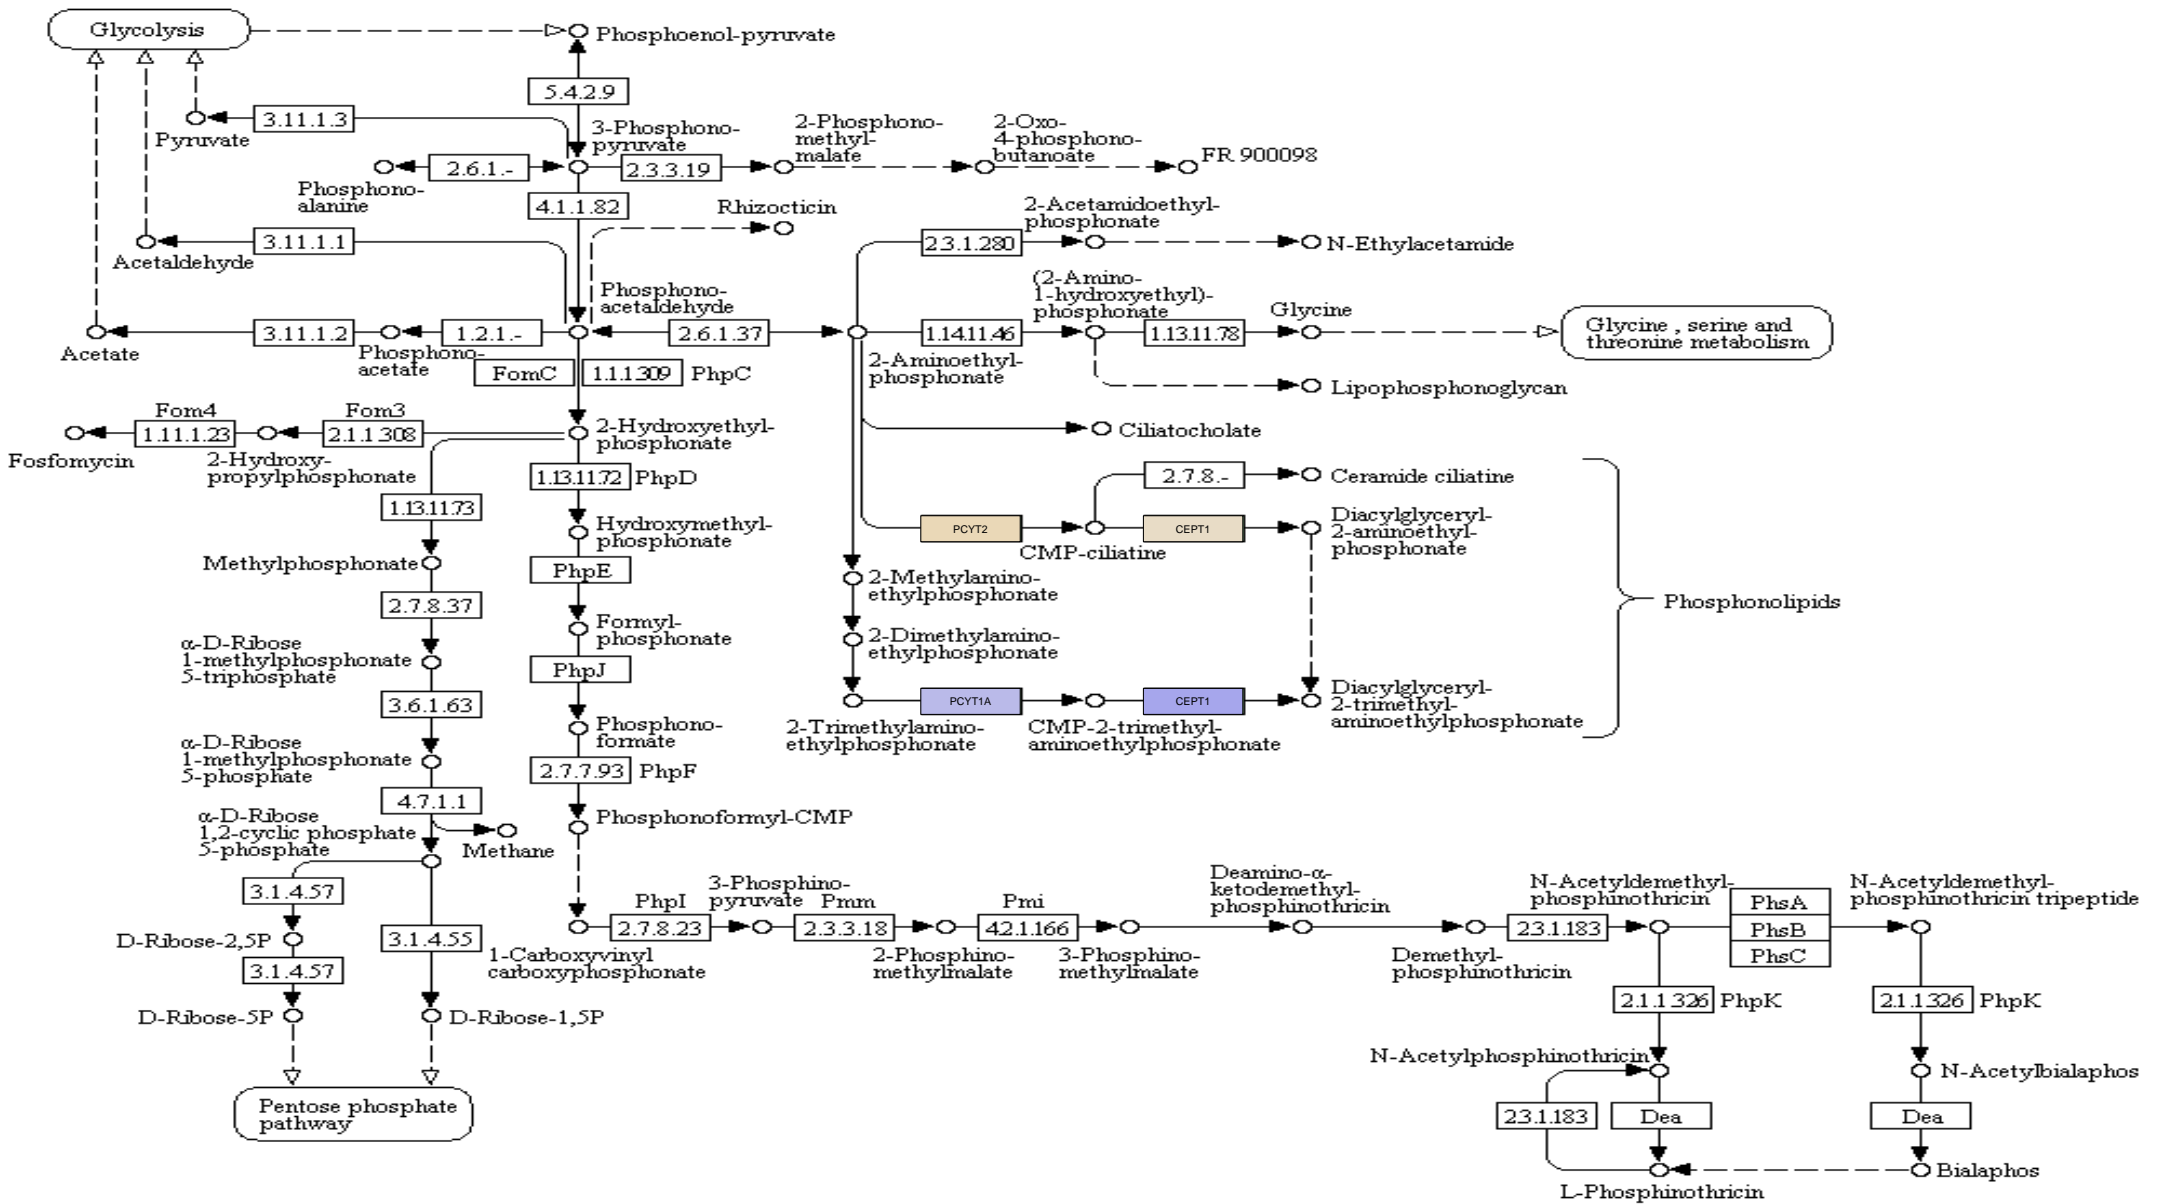 Glycolysis
Phosphoenol-pyruvate
5.4.2.9
3.11.1.3
Pyruvate
3-Phosphono-
pyruvate
2-Phosphono-
methyl-
malate
2-Oxo-
4-phosphono-
butanoate
FR 900098
2.6.1.-
2.3.3.19
Phosphono-
alanine
4.1.1.82
Rhizocticin
2-Acetamidoethyl-
phosphonate
3.11.1.1
Acetaldehyde
2.3.1.280
N-Ethylacetamide
Phosphono-
acetaldehyde
(2-Amino-
1-hydroxyethyl)-
phosphonate
Glycine
Acetate
3.11.1.2
Phosphono-
acetate
1.2.1.-
2.6.1.37
1.14.11.46
1.13.11.78
Glycine , serine and
threonine metabolism
2-Aminoethyl-
phosphonate
FomC
1.1.1.309
PhpC
Lipophosphonoglycan
Fom4
Fom3
1.11.1.23
2.1.1.308
2-Hydroxyethyl-
phosphonate
Ciliatocholate
Fosfomycin
2-Hydroxy-
propylphosphonate
1.13.11.72
PhpD
2.7.8.-
Ceramide ciliatine
1.13.11.73
Hydroxymethyl-
phosphonate
PCYT2
CMP-ciliatine
CEPT1
Diacylglyceryl-
2-aminoethyl-
phosphonate
Methylphosphonate
PhpE
2-Methylamino-
ethylphosphonate
Phosphonolipids
2.7.8.37
Formyl-
phosphonate
2-Dimethylamino-
ethylphosphonate
α-D-Ribose
1-methylphosphonate
5-triphosphate
PhpJ
3.6.1.63
PCYT1A
CEPT1
Diacylglyceryl-
2-trimethyl-
aminoethylphosphonate
2-Trimethylamino-
ethylphosphonate
CMP-2-trimethyl-
aminoethylphosphonate
Phosphono-
formate
α-D-Ribose
1-methylphosphonate
5-phosphate
2.7.7.93
PhpF
4.7.1.1
α-D-Ribose
1,2-cyclic phosphate
5-phosphate
Methane
Phosphonoformyl-CMP
3.1.4.57
PhpI
3-Phosphino-
pyruvate
Pmm
Pmi
Deamino-α-
ketodemethyl-
phosphinothricin
N-Acetyldemethyl-
phosphinothricin
PhsA
PhsB
PhsC
N-Acetyldemethyl-
phosphinothricin tripeptide
D-Ribose-2,5P
3.1.4.55
2.7.8.23
2.3.3.18
4.2.1.166
2.3.1.183
1-Carboxyvinyl
carboxyphosphonate
2-Phosphino-
methylmalate
3-Phosphino-
methylmalate
Demethyl-
phosphinothricin
3.1.4.57
D-Ribose-5P
D-Ribose-1,5P
2.1.1.326
PhpK
2.1.1.326
PhpK
N-Acetylphosphinothricin
N-Acetylbialaphos
Pentose phosphate
pathway
2.3.1.183
Dea
Dea
Bialaphos
L-Phosphinothricin